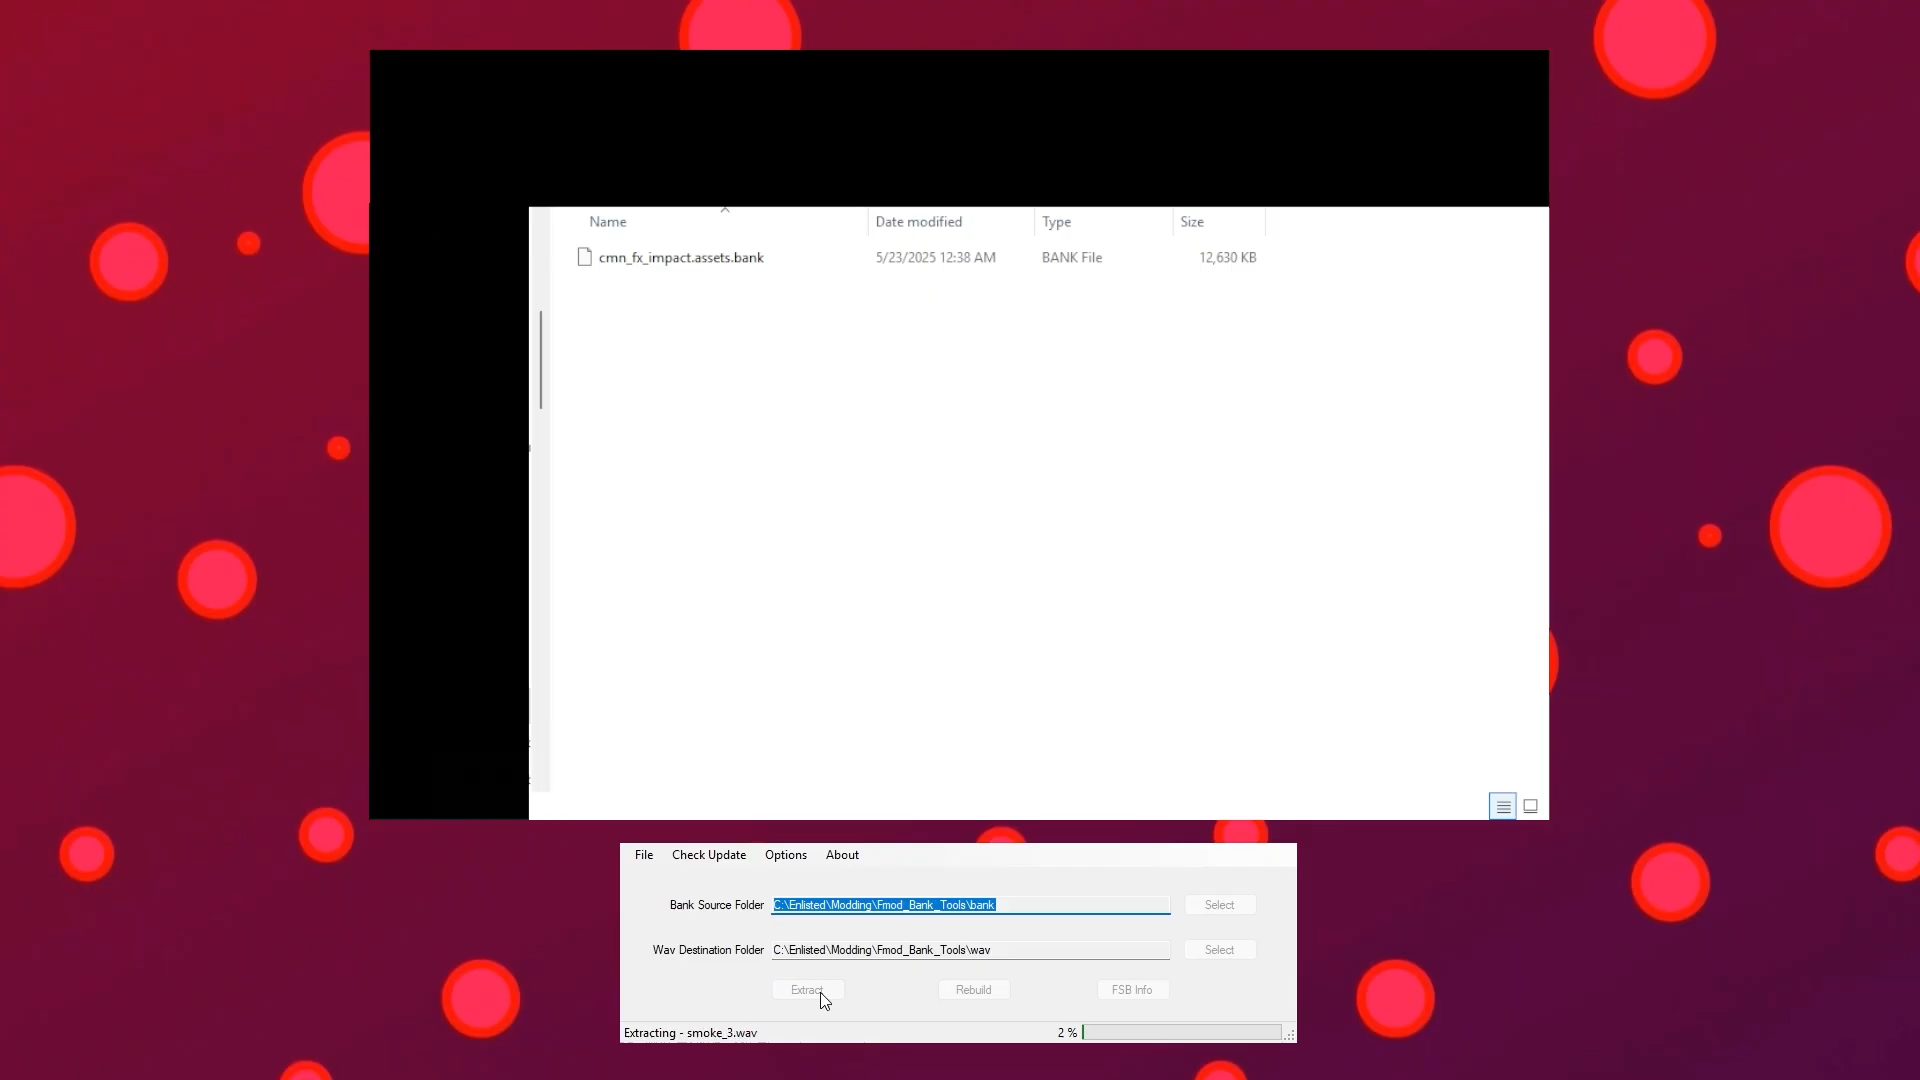 Name Date modified Type Size
cmn_fx_impact.assets.bank 5/23/2025 12:38 AM BANK File 12,630 KB
File Check Update Options About
Bank Source Folder C:\Enlisted\Modding\Fmod_Bank_Tools\bank Select
Wav Destination Folder C:\Enlisted\Modding\Fmod_Bank_Tools\wav Select
Extract Rebuild FSB Info
Extracting - smoke_3.wav 2 %